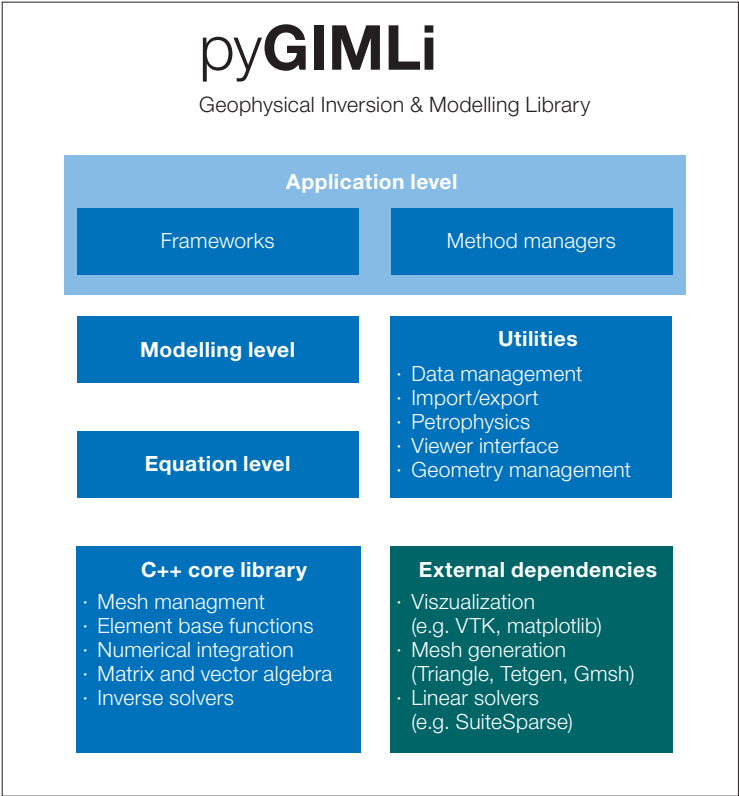 pyGIMLi
Geophysical Inversion & Modelling Library
Application level
Frameworks
Method managers
Modelling level
Equation level
Utilities
· Data management
· Import/export
· Petrophysics
· Viewer interface
· Geometry management
C++ core library
· Mesh managment
· Element base functions
· Numerical integration
· Matrix and vector algebra
· Inverse solvers
External dependencies
· Viszualization
(e.g. VTK, matplotlib)
· Mesh generation
(Triangle, Tetgen, Gmsh)
· Linear solvers
(e.g. SuiteSparse)